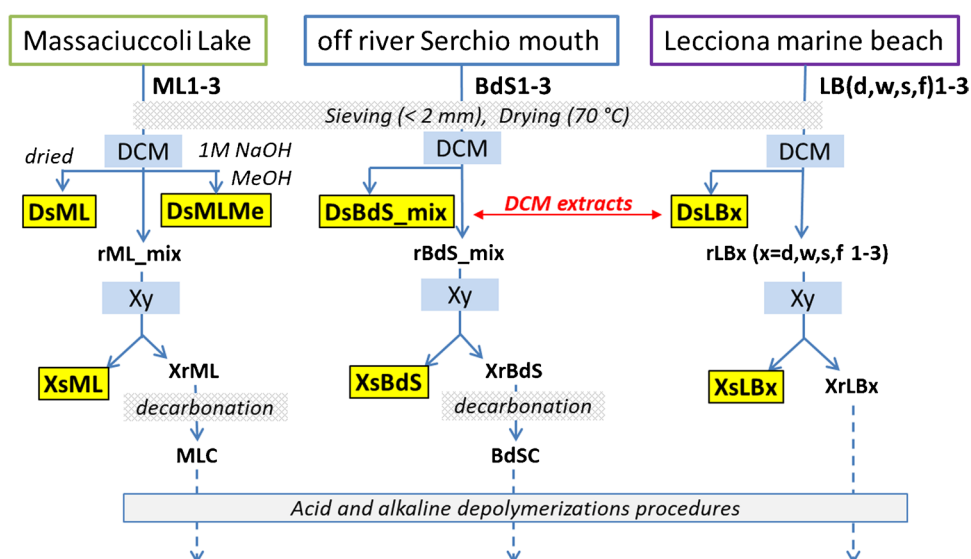 Massaciuccoli Lake
off river Serchio mouth
Lecciona marine beach
ML1-3
BdS1-3
LB(d,w,s,f)1-3
Sieving (< 2 mm), Drying (70 °C)
dried
DCM
1M NaOH
MeOH
DCM
DCM
DsML
DsMLMe
DsBdS_mix
DCM extracts
DsLBx
rML_mix
rBdS_mix
rLBx (x=d,w,s,f 1-3)
Xy
Xy
Xy
XsML
XrML
XsBdS
XrBdS
XsLBx
XrLBx
decarbonation
decarbonation
MLC
BdSC
Acid and alkaline depolymerizations procedures